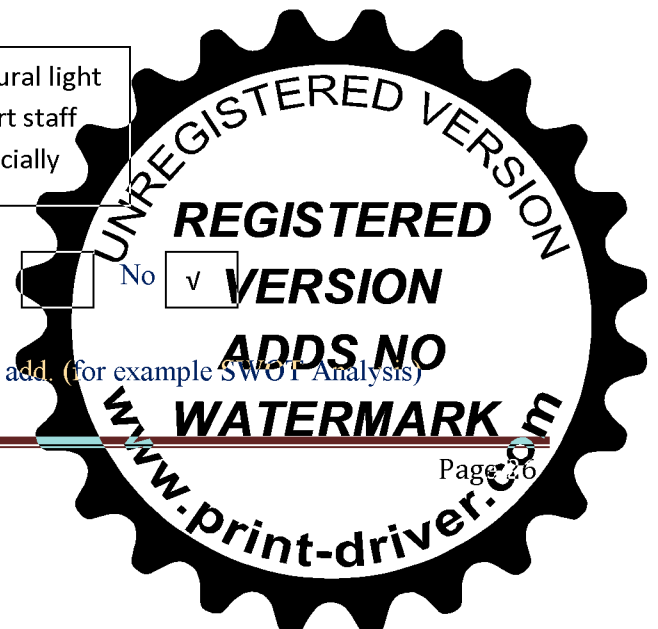 ural light
rt staff
cially
UNREGISTERED VERSION
REGISTERED
VERSION
ADDS NO
WATERMARK
www.print-driver.com
No √
add. (for example SWOT Analysis)
Page 26